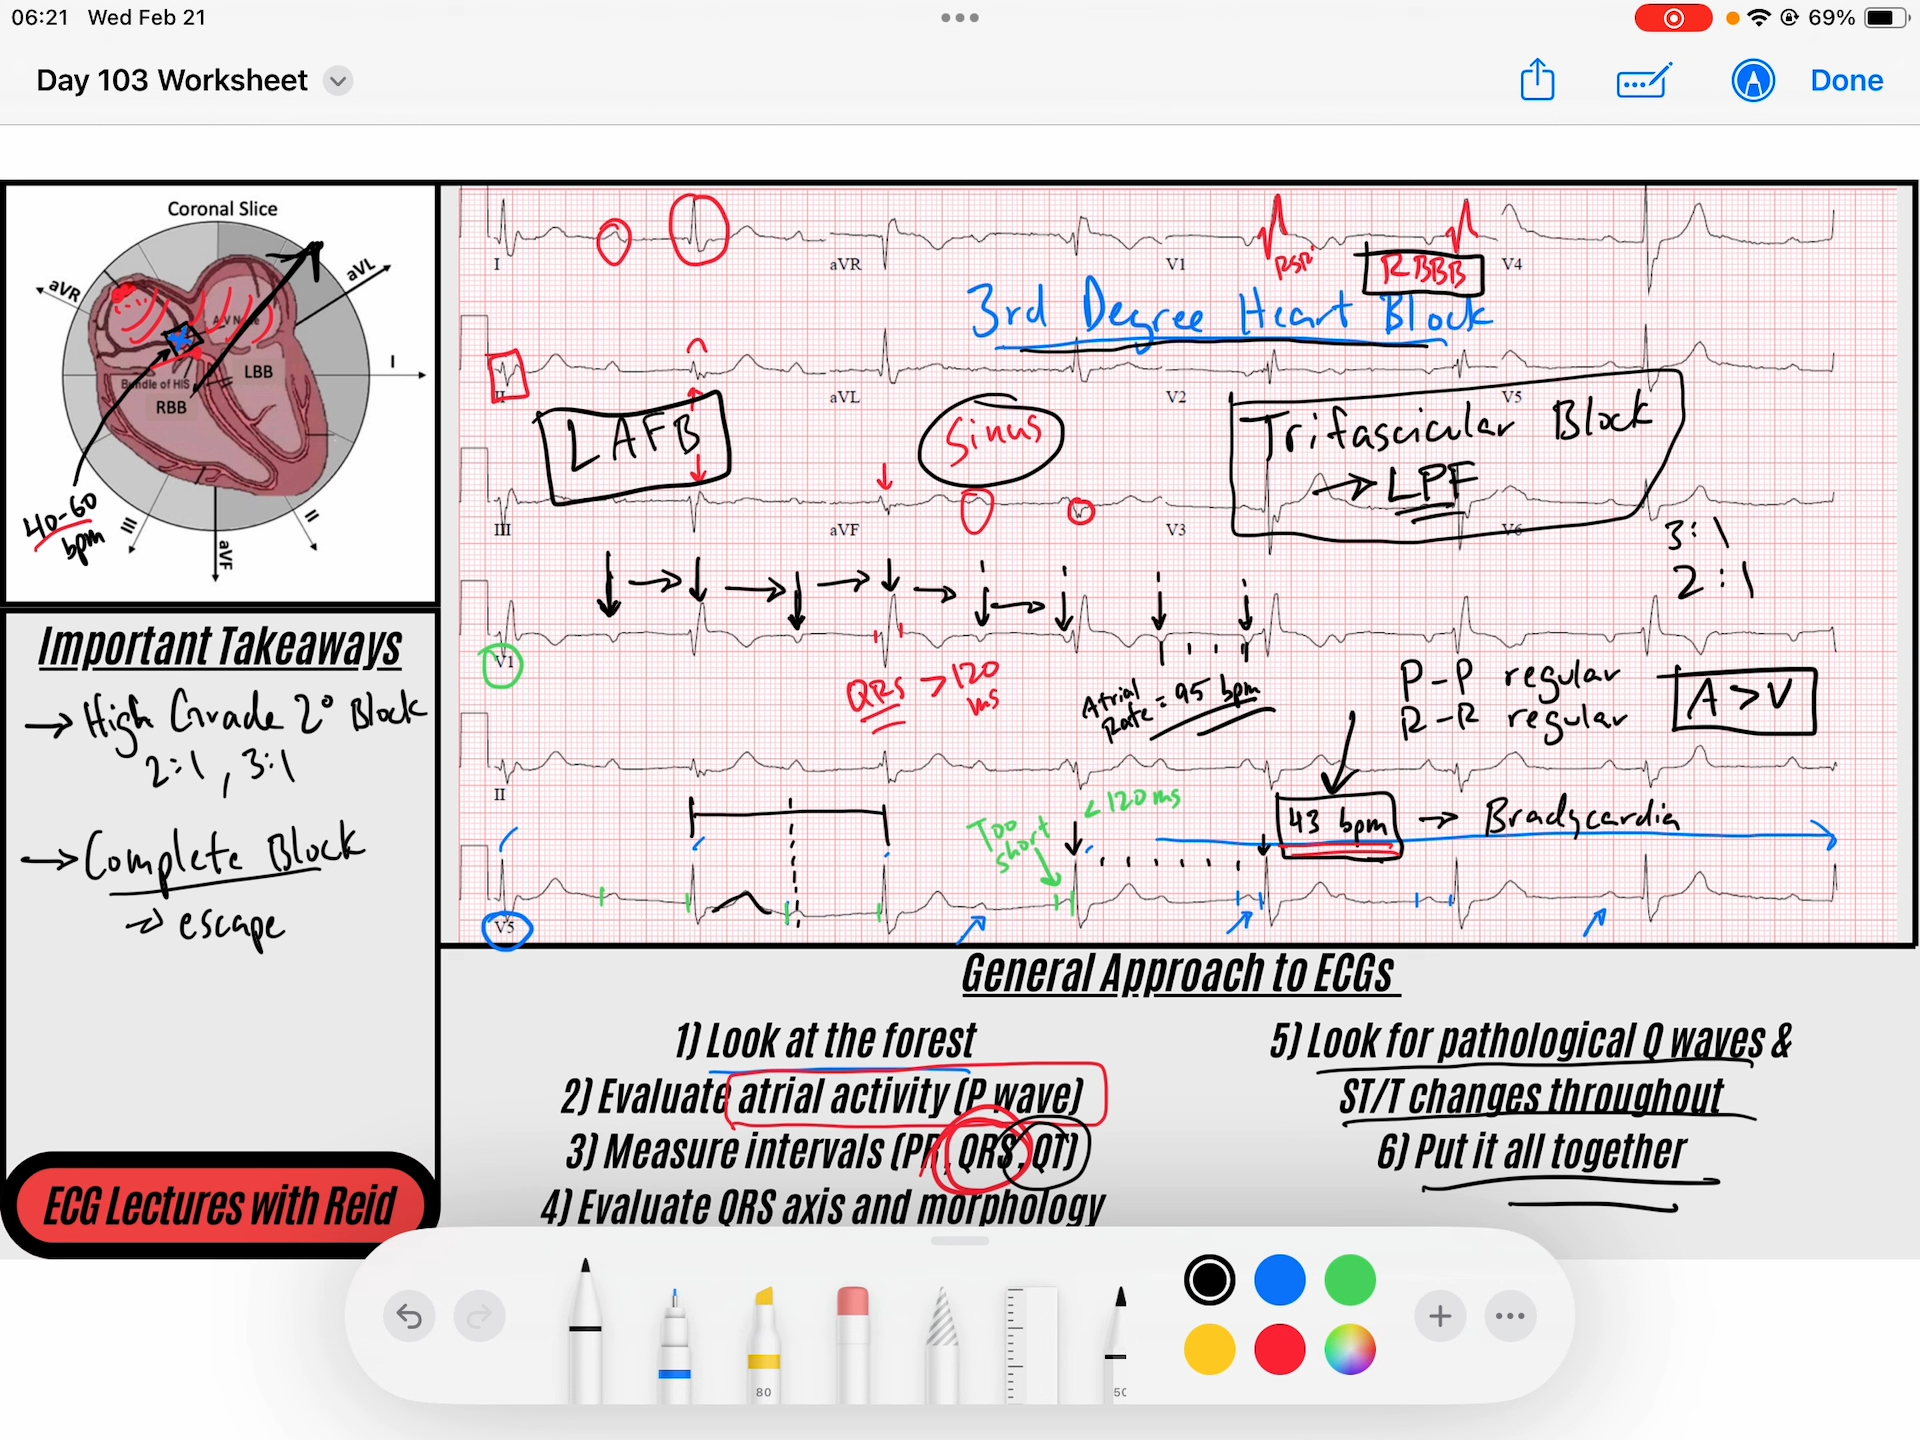 06:21 Wed Feb 21
69%
Day 103 Worksheet
Done
Coronal Slice
aVR
aVL
I
LBB
Bundle of HIS
RBB
40-60
bpm
III
aVF
II
Important Takeaways
→ High Grade 2° Block
2:1, 3:1
→ Complete Block
→ escape
ECG Lectures with Reid
I
aVR
V1
V4
RSR'
RBBB
3rd Degree Heart Block
II
aVL
V2
V5
LAFB
Sinus
Trifascicular Block
→ LPF
III
aVF
V3
V6
3:1
2:1
V1
QRS > 120
ms
Atrial
Rate = 95 bpm
P-P regular
R-R regular
A > V
II
Too
short
< 120 ms
43 bpm → Bradycardia
V5
General Approach to ECGs
1) Look at the forest
2) Evaluate atrial activity (P wave)
3) Measure intervals (PR, QRS, QT)
4) Evaluate QRS axis and morphology
5) Look for pathological Q waves &
ST/T changes throughout
6) Put it all together
80
50